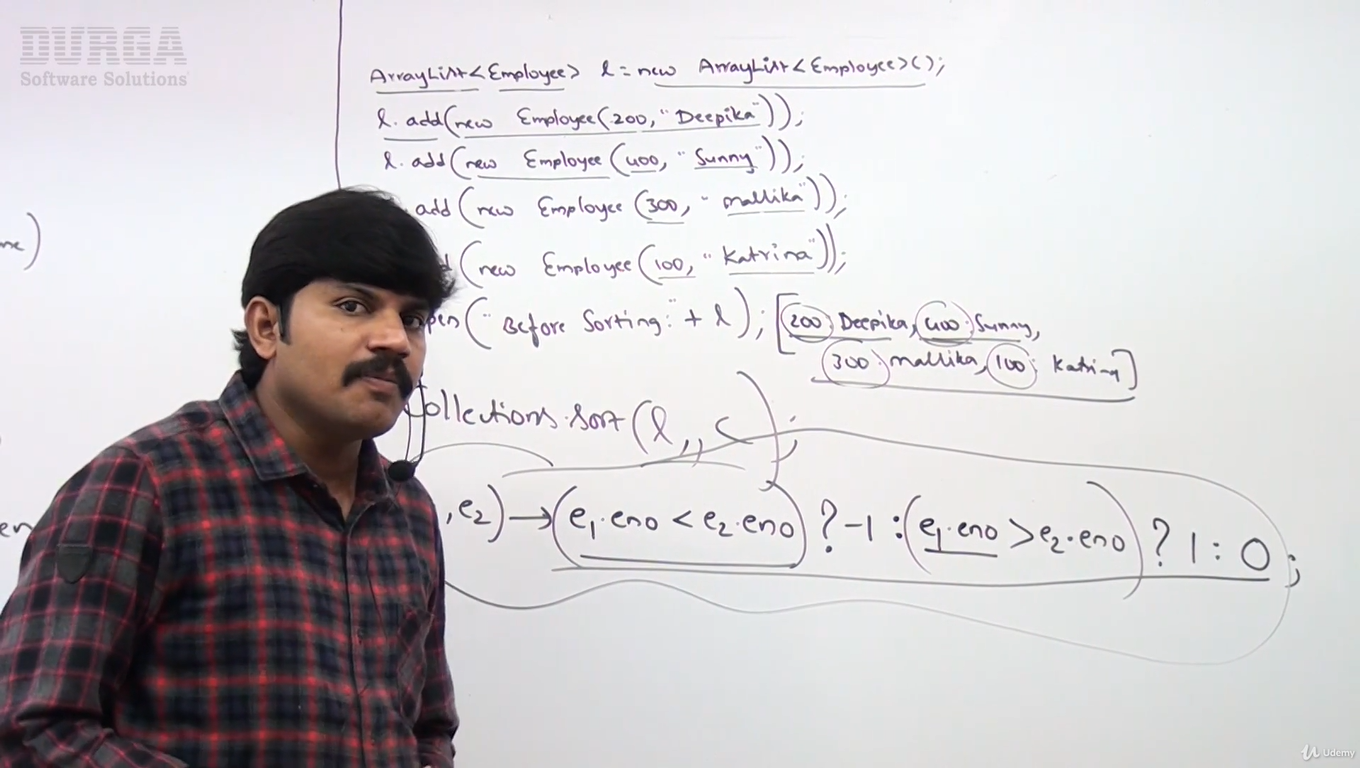 DURGA
Software Solutions
ArrayList<Employee> l = new ArrayList<Employee>();
l.add(new Employee(200, "Deepika"));
l.add(new Employee(400, "Sunny"));
add(new Employee(300, "mallika"));
(new Employee(100, "Katrina"));
("Before Sorting:" + l); [200: Deepika, 400: Sunny,
300: mallika, 100: Katrina]
Collections.sort(l, );
,e2) → (e1.eno < e2.eno) ? -1 : (e1.eno > e2.eno) ? 1 : 0;
Udemy